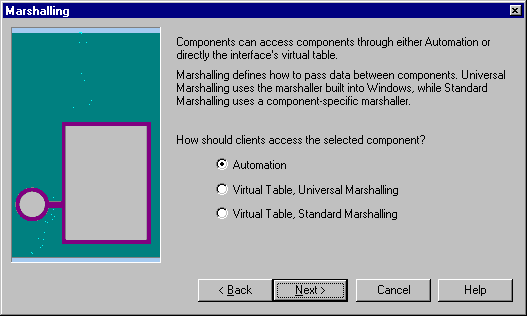 Marshalling
Components can access components through either Automation or
directly the interface's virtual table.
Marshalling defines how to pass data between components. Universal
Marshalling uses the marshaller built into Windows, while Standard
Marshalling uses a component-specific marshaller.
How should clients access the selected component?
Automation
Virtual Table, Universal Marshalling
Virtual Table, Standard Marshalling
< Back Next > Cancel Help